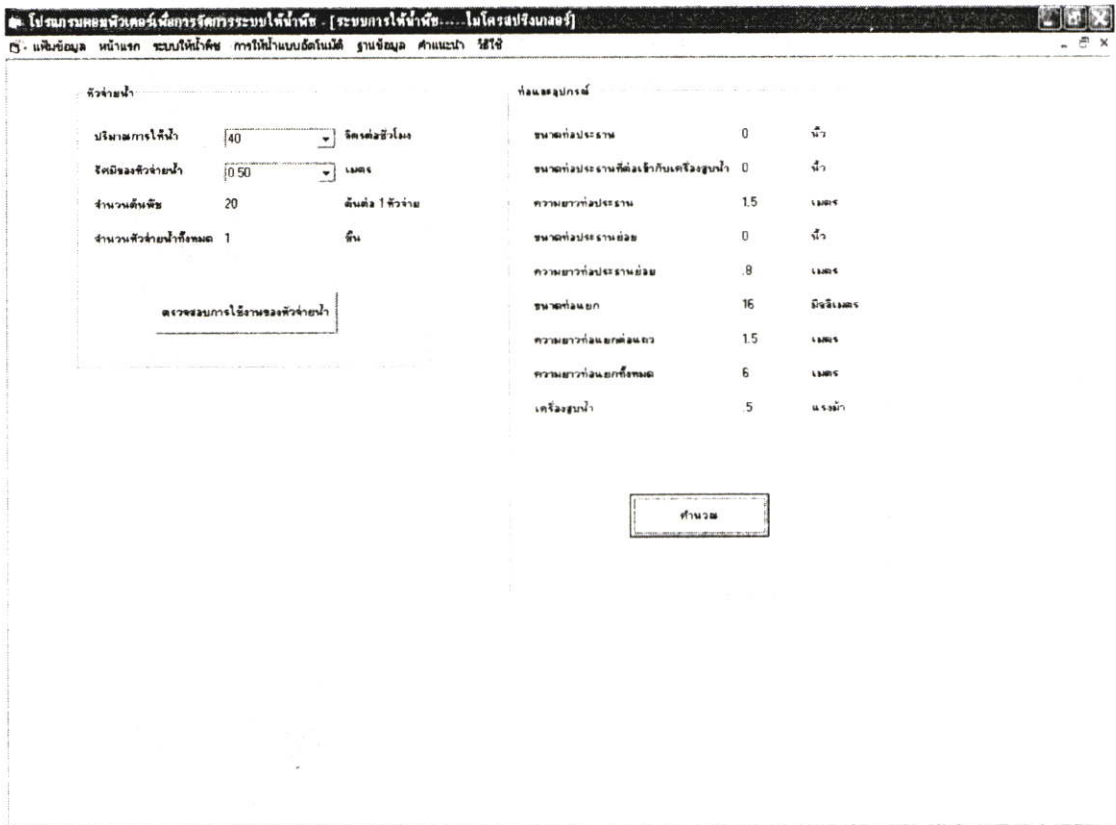 โปรแกรมคอมพิวเตอร์เพื่อการจัดการระบบให้น้ำพืช - [ระบบการให้น้ำพืช.....ไมโครสปริงเกลอร์]
แฟ้มข้อมูล หน้าแรก ระบบให้น้ำพืช การให้น้ำแบบอัตโนมัติ ฐานข้อมูล คำแนะนำ วิธีใช้
หัวจ่ายน้ำ
ปริมาณการให้น้ำ 40 ลิตรต่อชั่วโมง
รัศมีของหัวจ่ายน้ำ 0.50 เมตร
จำนวนต้นพืช 20 ต้นต่อ 1 หัวจ่าย
จำนวนหัวจ่ายน้ำทั้งหมด 1 ชิ้น
ตรวจสอบการใช้งานของหัวจ่ายน้ำ
ท่อและอุปกรณ์
ขนาดท่อประธาน 0 นิ้ว
ขนาดท่อประธานที่ต่อเข้ากับเครื่องสูบน้ำ 0 นิ้ว
ความยาวท่อประธาน 1.5 เมตร
ขนาดท่อประธานย่อย 0 นิ้ว
ความยาวท่อประธานย่อย .8 เมตร
ขนาดท่อแยก 16 มิลลิเมตร
ความยาวท่อแยกต่อแถว 1.5 เมตร
ความยาวท่อแยกทั้งหมด 6 เมตร
เครื่องสูบน้ำ .5 แรงม้า
คำนวณ